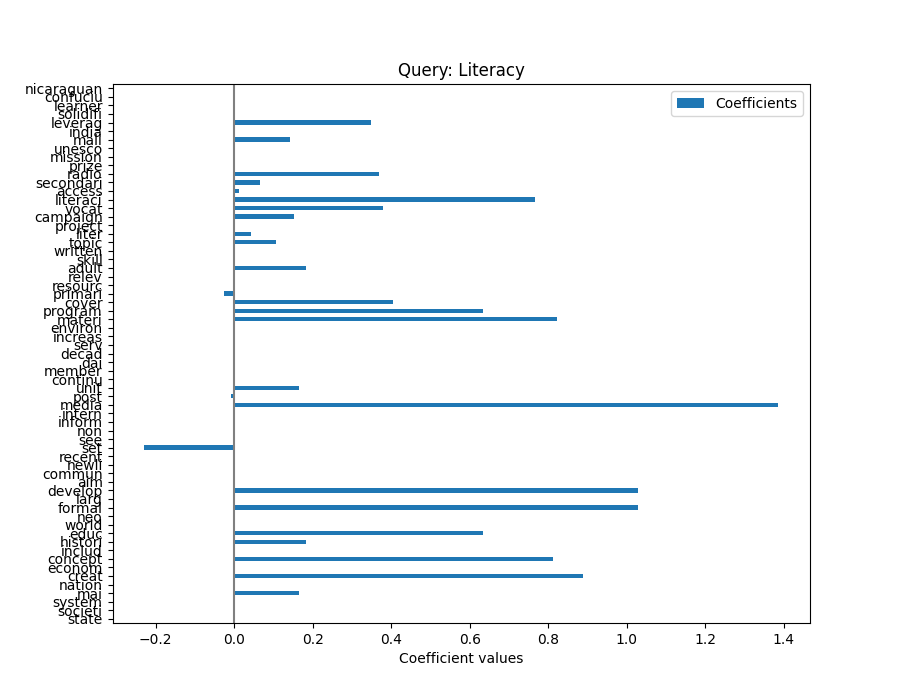 Query: Literacy
Coefficients
nicaraguan
confuciu
learner
solidifi
leverag
india
mail
unesco
mission
prize
radio
secondari
access
literaci
vocat
campaign
project
liter
topic
written
skill
adult
relev
resourc
primari
cover
program
materi
environ
increas
serv
decad
dai
member
continu
unit
post
media
intern
inform
non
see
set
recent
newli
commun
aim
develop
larg
formal
neo
world
educ
histori
includ
concept
econom
creat
nation
mai
system
societi
state
−0.2 0.0 0.2 0.4 0.6 0.8 1.0 1.2 1.4
Coefficient values